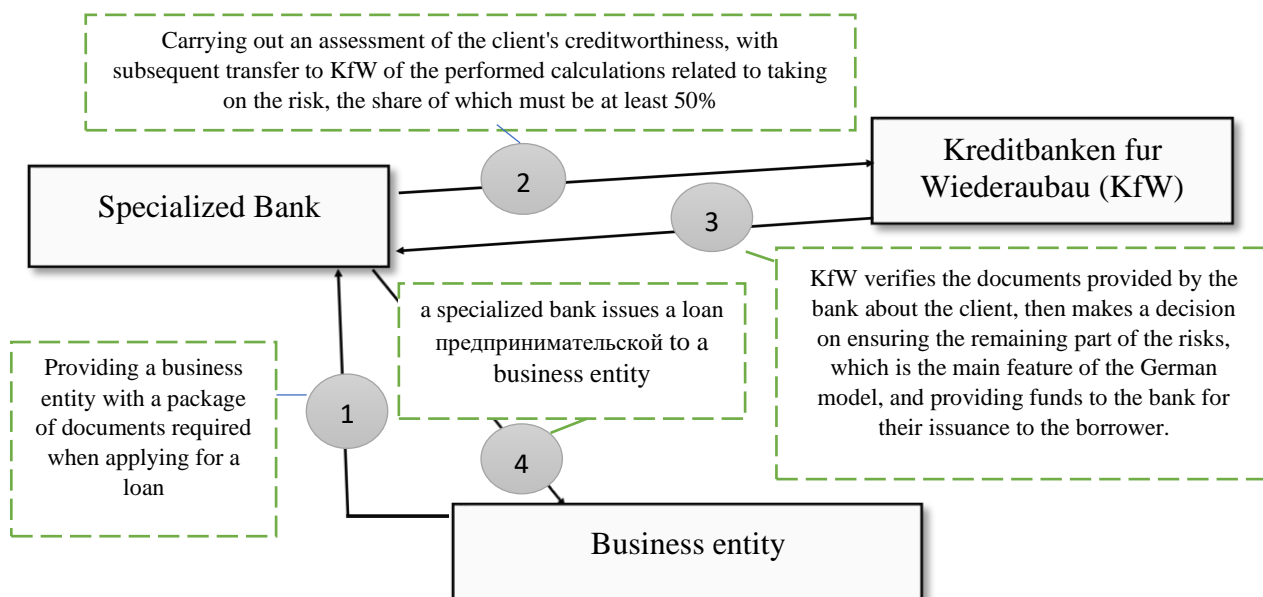 Carrying out an assessment of the client's creditworthiness, with
subsequent transfer to KfW of the performed calculations related to taking
on the risk, the share of which must be at least 50%
Kreditbanken fur
Wiederaubau (KfW)
2
Specialized Bank
3
KfW verifies the documents provided by the
bank about the client, then makes a decision
on ensuring the remaining part of the risks,
which is the main feature of the German
model, and providing funds to the bank for
their issuance to the borrower.
a specialized bank issues a loan
предпринимательской to a
business entity
Providing a business
entity with a package
of documents required
when applying for a
loan
1
4
Business entity